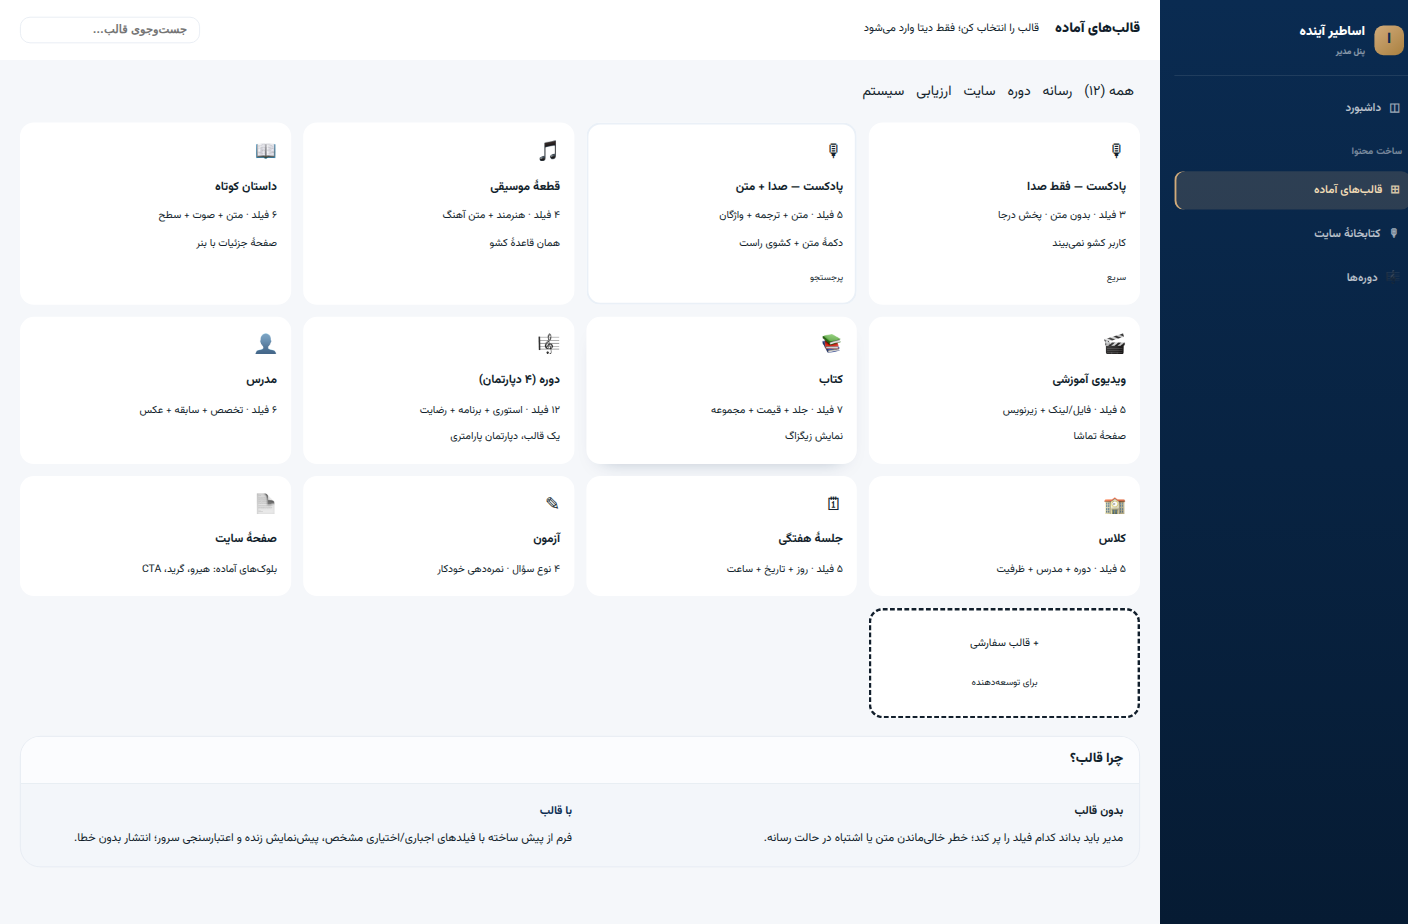 اساطیر آینده
پنل مدیر
داشبورد
ساخت محتوا
قالب‌های آماده
کتابخانهٔ سایت
دوره‌ها
قالب‌های آماده
قالب را انتخاب کن؛ فقط دیتا وارد می‌شود
جست‌وجوی قالب...
همه (۱۲) رسانه دوره سایت ارزیابی سیستم
پادکست — فقط صدا
۳ فیلد · بدون متن · پخش درجا
کاربر کشو نمی‌بیند
سریع
پادکست — صدا + متن
۵ فیلد · متن + ترجمه + واژگان
دکمهٔ متن + کشوی راست
پرجستجو
قطعهٔ موسیقی
۴ فیلد · هنرمند + متن آهنگ
همان قاعدهٔ کشو
داستان کوتاه
۶ فیلد · متن + صوت + سطح
صفحهٔ جزئیات با بنر
ویدیوی آموزشی
۵ فیلد · فایل/لینک + زیرنویس
صفحهٔ تماشا
کتاب
۷ فیلد · جلد + قیمت + مجموعه
نمایش زیگزاگ
دوره (۴ دپارتمان)
۱۲ فیلد · استوری + برنامه + رضایت
یک قالب، دپارتمان پارامتری
مدرس
۶ فیلد · تخصص + سابقه + عکس
کلاس
۵ فیلد · دوره + مدرس + ظرفیت
جلسهٔ هفتگی
۵ فیلد · روز + تاریخ + ساعت
آزمون
۴ نوع سؤال · نمره‌دهی خودکار
صفحهٔ سایت
بلوک‌های آماده: هیرو، گرید، CTA
+ قالب سفارشی
برای توسعه‌دهنده
چرا قالب؟
بدون قالب
مدیر باید بداند کدام فیلد را پر کند؛ خطر خالی‌ماندن متن یا اشتباه در حالت رسانه.
با قالب
فرم از پیش ساخته با فیلدهای اجباری/اختیاری مشخص، پیش‌نمایش زنده و اعتبارسنجی سرور؛ انتشار بدون خطا.